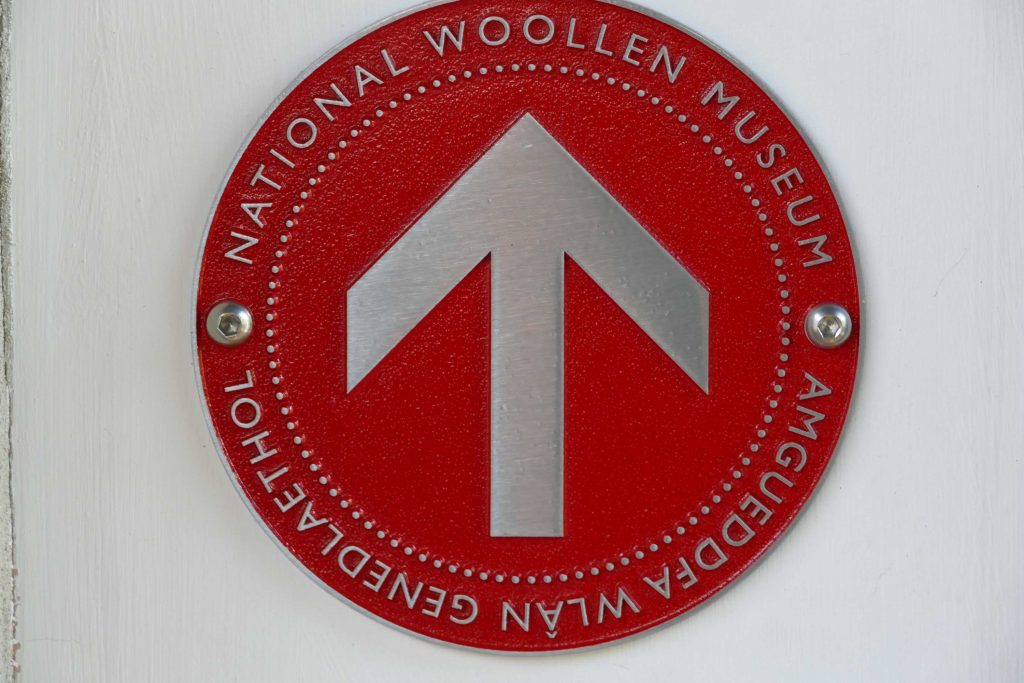 NATIONAL WOOLLEN MUSEUM
AMGUEDDFA WLÂN GENEDLAETHOL